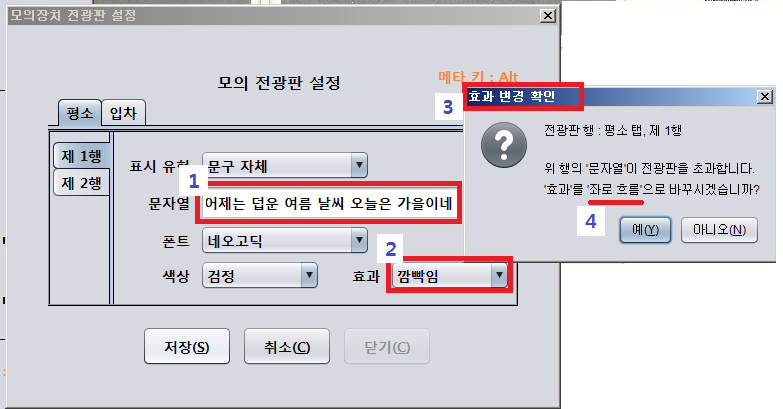 모의장치 전광판 설정
모의 전광판 설정
메타 키 : Alt
평소 입차
제 1행
제 2행
표시 유형 문구 자체
1
문자열 어제는 덥운 여름 날씨 오늘은 가을이네
폰트 네오고딕
2
색상 검정 효과 깜빡임
저장(S) 취소(C) 닫기(C)
3
효과 변경 확인
전광판 행 : 평소 탭, 제 1행
위 행의 '문자열'이 전광판을 초과합니다.
'효과'를 '좌로 흐름'으로 바꾸시겠습니까?
4
예(Y) 아니오(N)